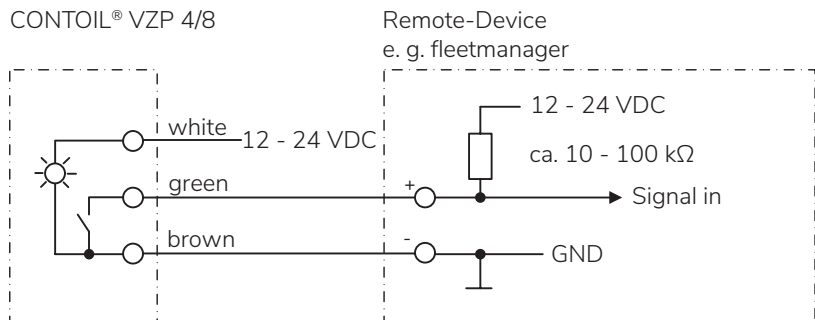 CONTOIL® VZP 4/8
Remote-Device
e. g. fleetmanager
12 - 24 VDC
white
12 - 24 VDC
ca. 10 - 100 kΩ
green
+
Signal in
brown
-
GND